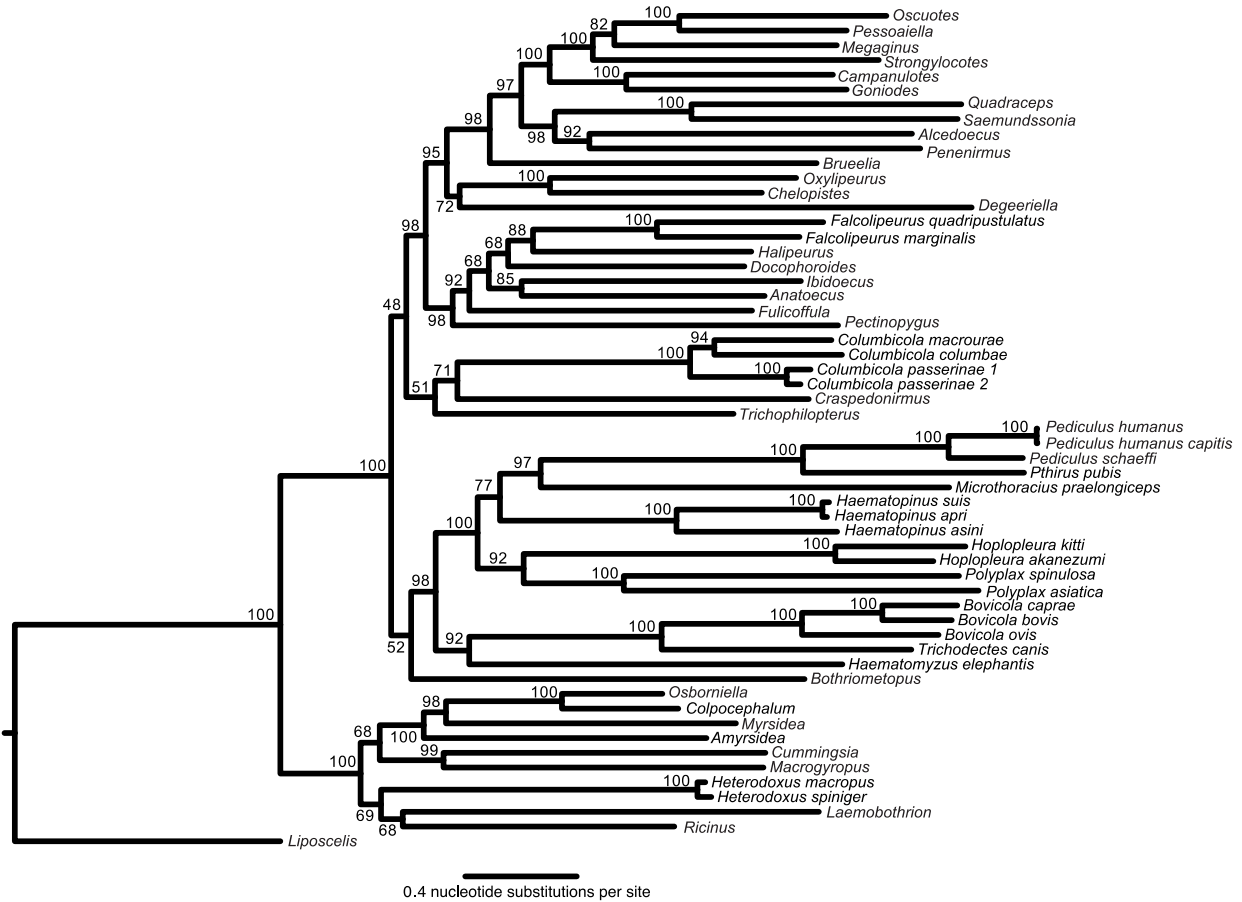 100
Oscuotes
82
Pessoaiella
100
Megaginus
100
Strongylocotes
100
Campanulotes
Goniodes
97
100
Quadraceps
Saemundssonia
98
92
Alcedoecus
Penenirmus
98
Brueelia
95
100
Oxylipeurus
Chelopistes
72
Degeeriella
98
100
Falcolipeurus quadripustulatus
88
Falcolipeurus marginalis
68
Halipeurus
68
Docophoroides
92
85
Ibidoecus
Anatoecus
98
Fulicoffula
Pectinopygus
48
94
Columbicola macrourae
100
Columbicola columbae
100
Columbicola passerinae 1
Columbicola passerinae 2
71
51
Craspedonirmus
Trichophilopterus
100
100
Pediculus humanus
100
Pediculus humanus capitis
100
Pediculus schaeffi
97
Pthirus pubis
77
Microthoracius praelongiceps
100
Haematopinus suis
100
Haematopinus apri
Haematopinus asini
100
100
Hoplopleura kitti
92
Hoplopleura akanezumi
100
Polyplax spinulosa
Polyplax asiatica
98
100
Bovicola caprae
100
Bovicola bovis
100
Bovicola ovis
92
Trichodectes canis
52
Haematomyzus elephantis
Bothriometopus
100
100
Osborniella
98
Colpocephalum
100
Myrsidea
68
Amyrsidea
99
Cummingsia
100
Macrogyropus
100
Heterodoxus macropus
Heterodoxus spiniger
69
Laemobothrion
68
Ricinus
Liposcelis
0.4 nucleotide substitutions per site